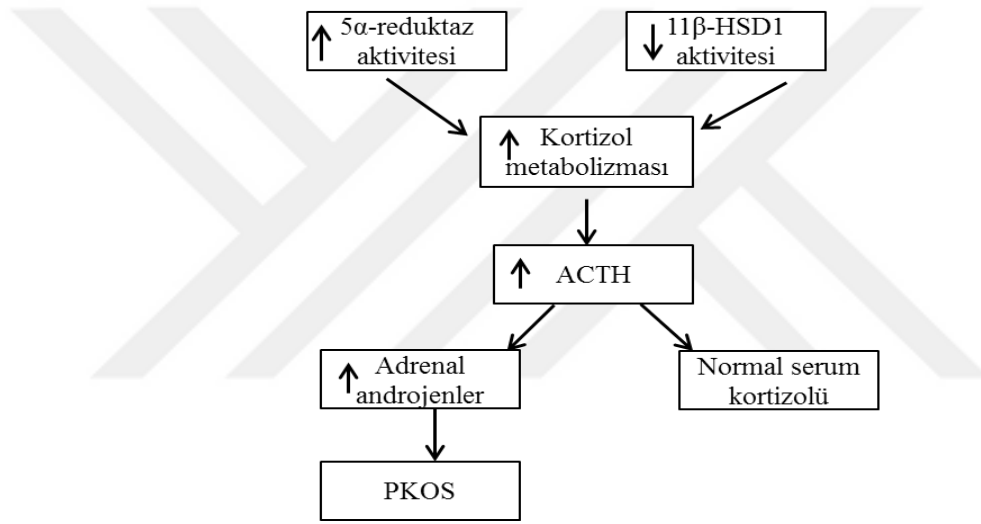 ↑ 5α-reduktaz
aktivitesi
↓ 11β-HSD1
aktivitesi
↑ Kortizol
metabolizması
↑ ACTH
↑ Adrenal
androjenler
Normal serum
kortizolü
PKOS